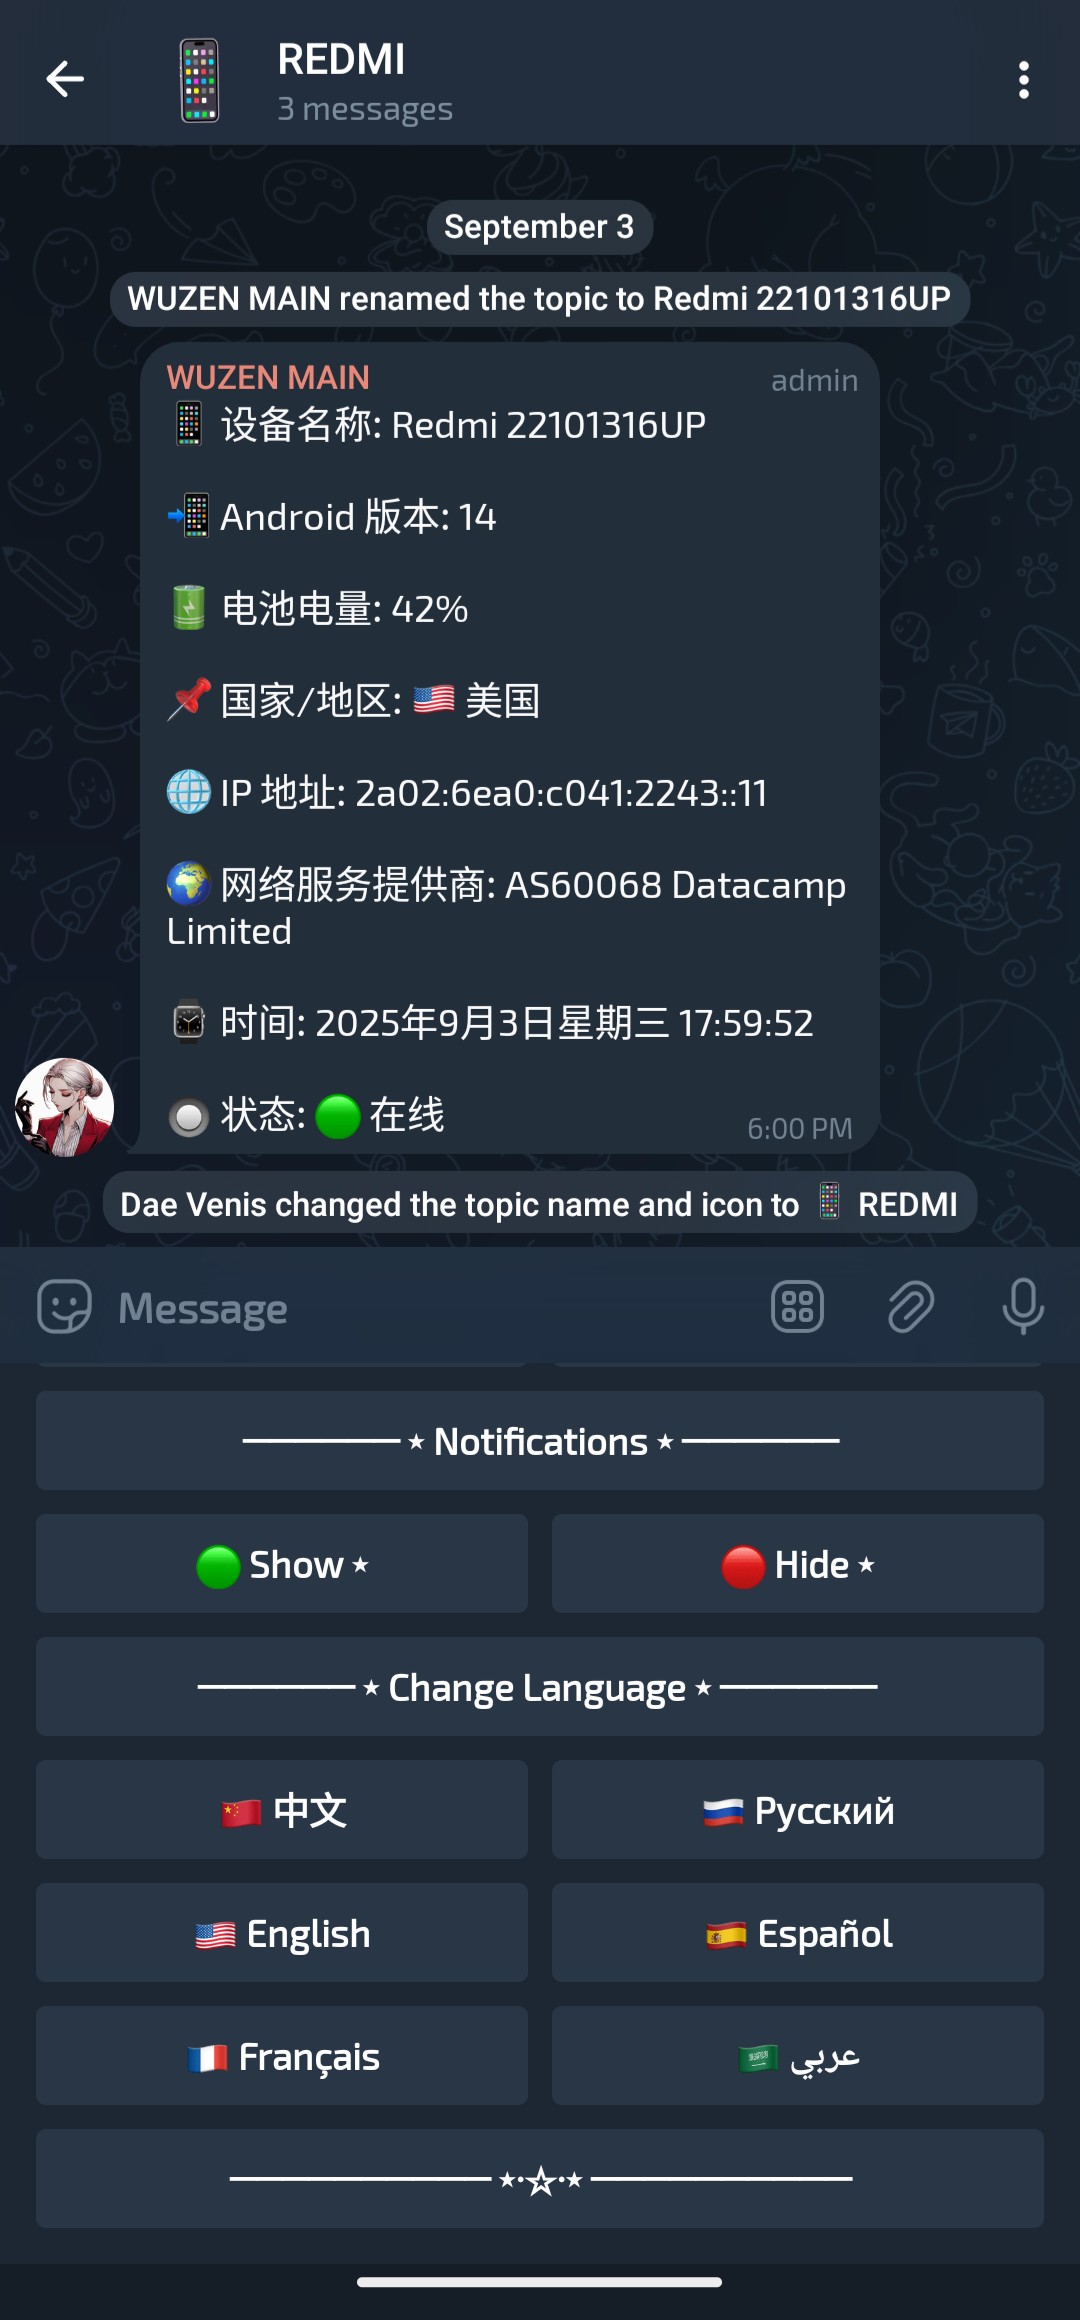 REDMI
3 messages
September 3
WUZEN MAIN renamed the topic to Redmi 22101316UP
WUZEN MAIN admin
设备名称: Redmi 22101316UP
Android 版本: 14
电池电量: 42%
国家/地区: 🇺🇸 美国
IP 地址: 2a02:6ea0:c041:2243::11
网络服务提供商: AS60068 Datacamp
Limited
时间: 2025年9月3日星期三 17:59:52
状态: 🟢 在线
6:00 PM
Dae Venis changed the topic name and icon to 📱 REDMI
Message
———— ⋆ Notifications ⋆ ————
🟢 Show ⋆
🔴 Hide ⋆
———— ⋆ Change Language ⋆ ————
🇨🇳 中文
🇷🇺 Русский
🇺🇸 English
🇪🇸 Español
🇫🇷 Français
🇸🇦 عربي
——————— ⋆·☆·⋆ ———————